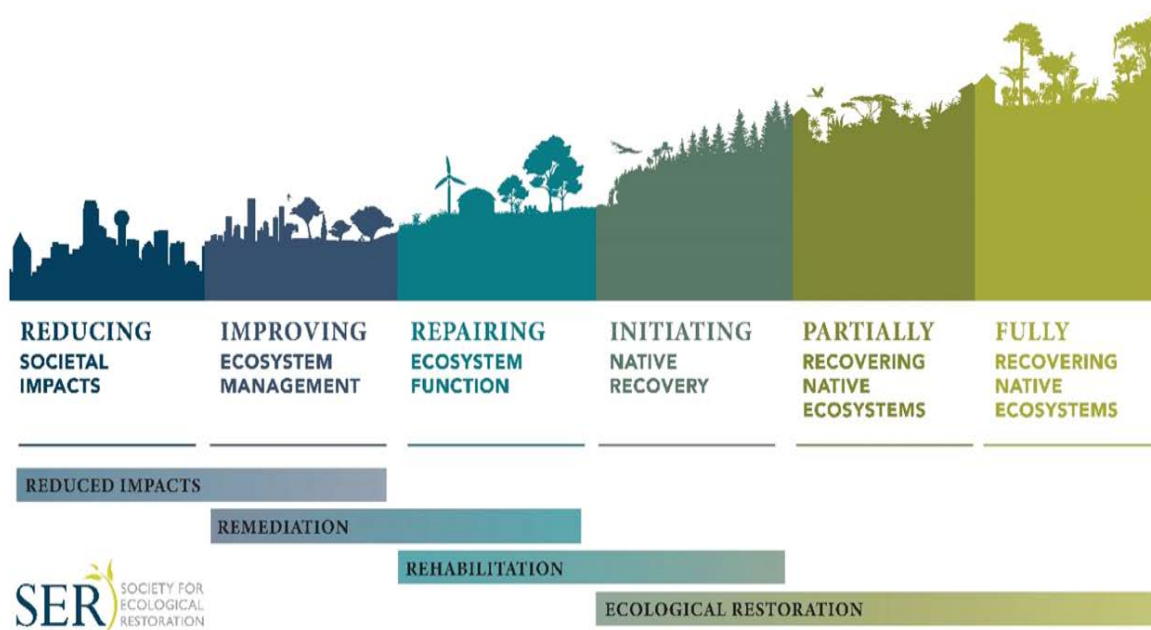 REDUCING
SOCIETAL
IMPACTS
IMPROVING
ECOSYSTEM
MANAGEMENT
REPAIRING
ECOSYSTEM
FUNCTION
INITIATING
NATIVE
RECOVERY
PARTIALLY
RECOVERING
NATIVE
ECOSYSTEMS
FULLY
RECOVERING
NATIVE
ECOSYSTEMS
REDUCED IMPACTS
REMEDIATION
REHABILITATION
ECOLOGICAL RESTORATION
SER
SOCIETY FOR
ECOLOGICAL
RESTORATION